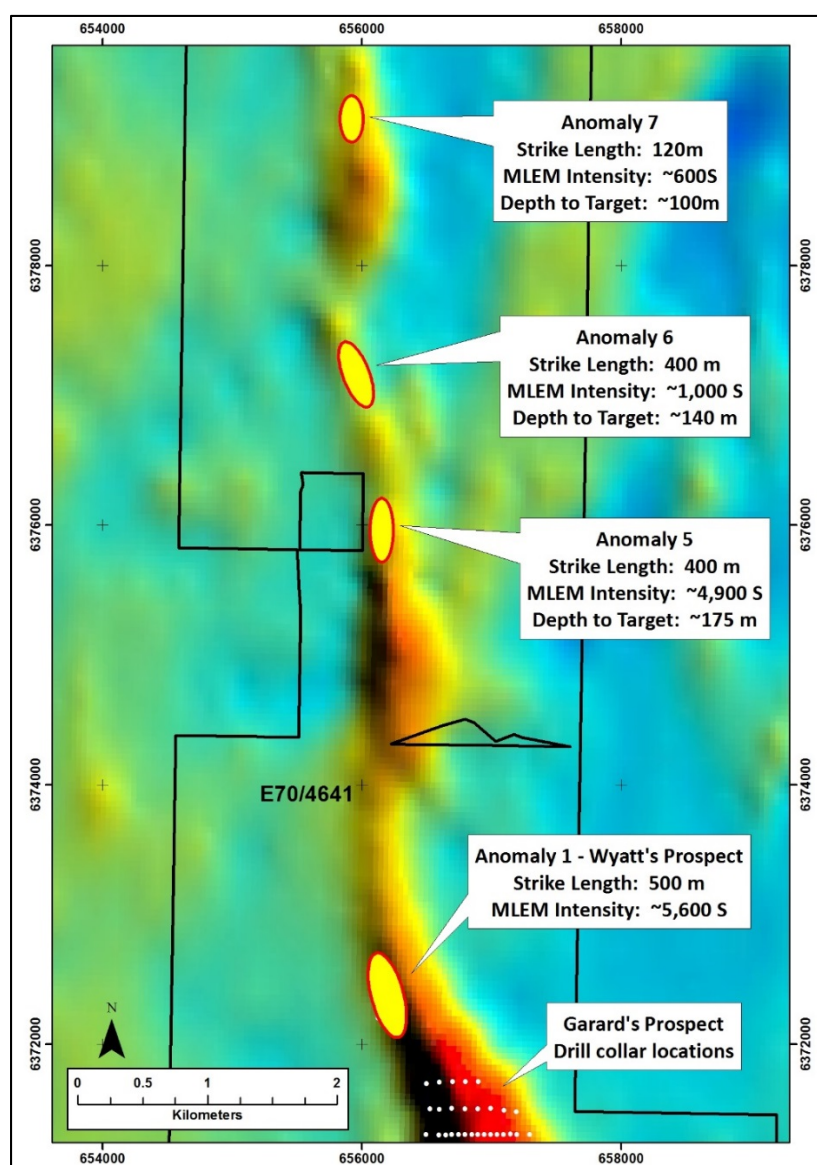 654000
656000
658000
Anomaly 7
Strike Length: 120m
MLEM Intensity: ~600S
Depth to Target: ~100m
6378000
6378000
Anomaly 6
Strike Length: 400 m
MLEM Intensity: ~1,000 S
Depth to Target: ~140 m
6376000
6376000
Anomaly 5
Strike Length: 400 m
MLEM Intensity: ~4,900 S
Depth to Target: ~175 m
6374000
6374000
E70/4641
Anomaly 1 - Wyatt's Prospect
Strike Length: 500 m
MLEM Intensity: ~5,600 S
Garard's Prospect
Drill collar locations
6372000
6372000
N
0 0.5 1 2
Kilometers
654000
656000
658000